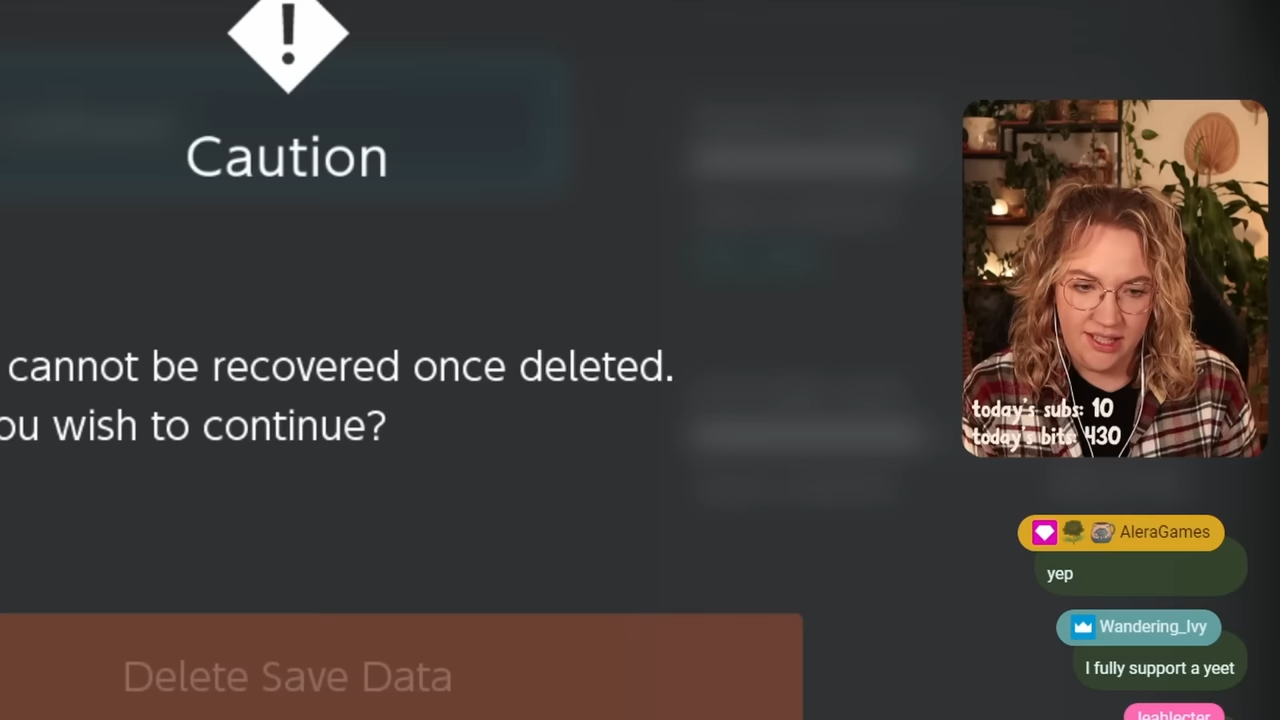 Caution
cannot be recovered once deleted.
ou wish to continue?
Delete Save Data
today's subs: 10
today's bits: 430
AleraGames
yep
Wandering_Ivy
I fully support a yeet
leahlecter